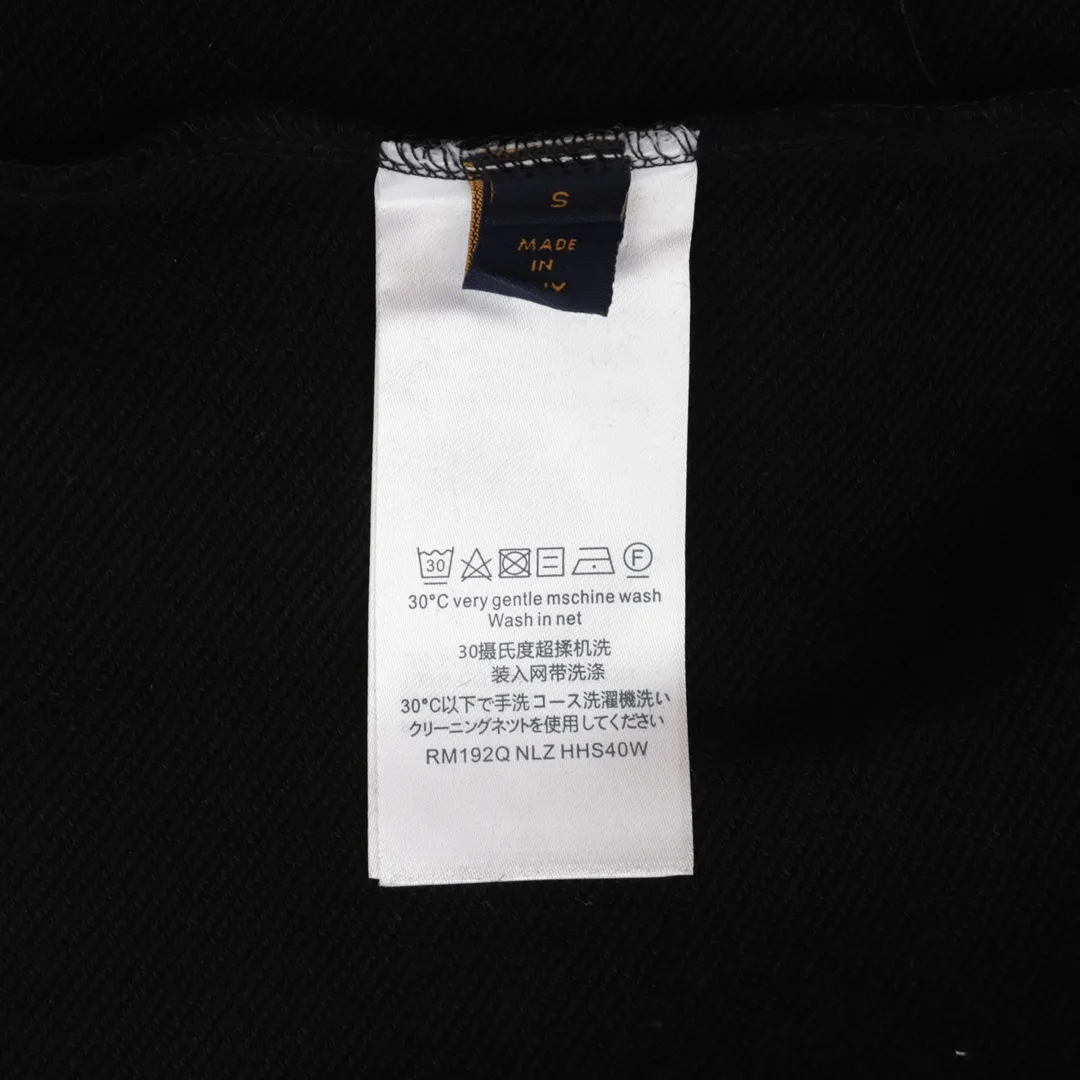 S
MADE
IN
30
F
30°C very gentle mschine wash
Wash in net
30摄氏度超揉机洗
装入网带洗涤
30°C以下で手洗コース洗濯機洗い
クリーニングネツトを使用してください
RM192Q NLZ HHS40W